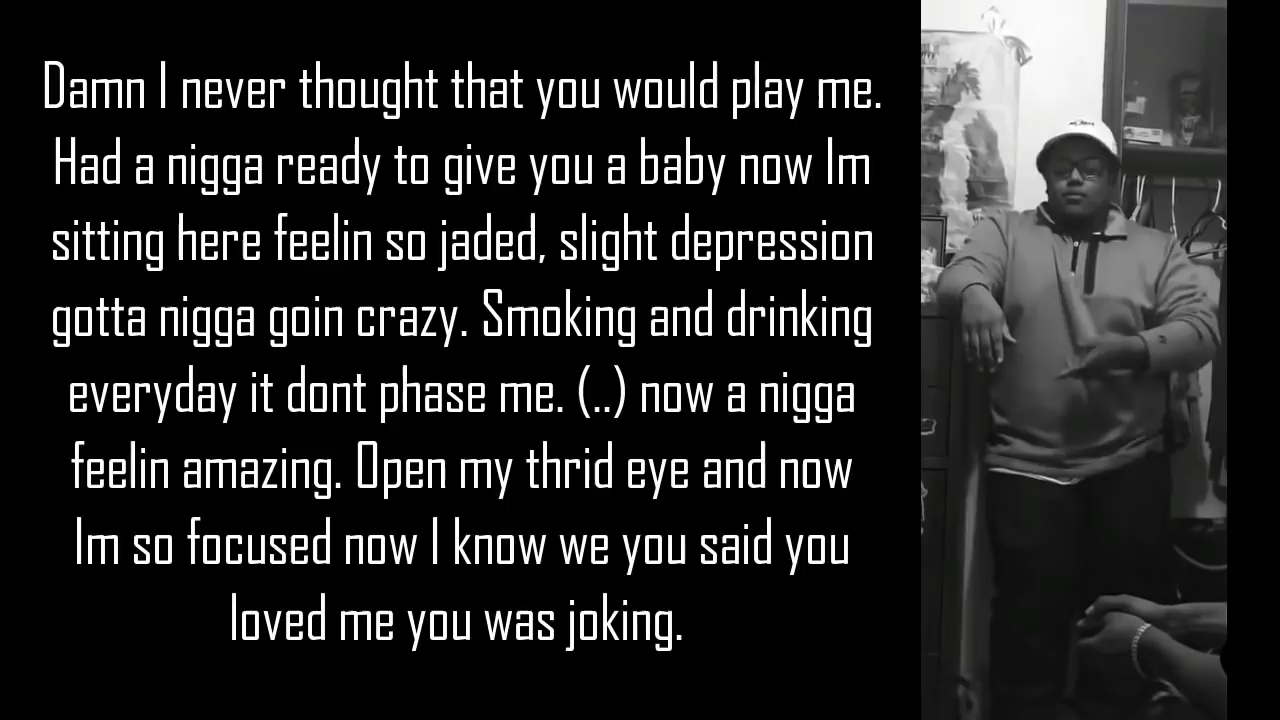 Damn I never thought that you would play me.
Had a nigga ready to give you a baby now Im
sitting here feelin so jaded, slight depression
gotta nigga goin crazy. Smoking and drinking
everyday it dont phase me. (..) now a nigga
feelin amazing. Open my thrid eye and now
Im so focused now I know we you said you
loved me you was joking.